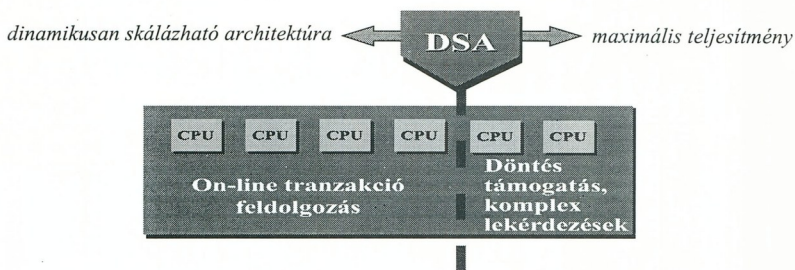 dinamikusan skálázható architektúra
DSA
maximális teljesítmény
CPU CPU CPU CPU CPU CPU
On-line tranzakció
feldolgozás
Döntés
támogatás,
komplex
lekérdezések